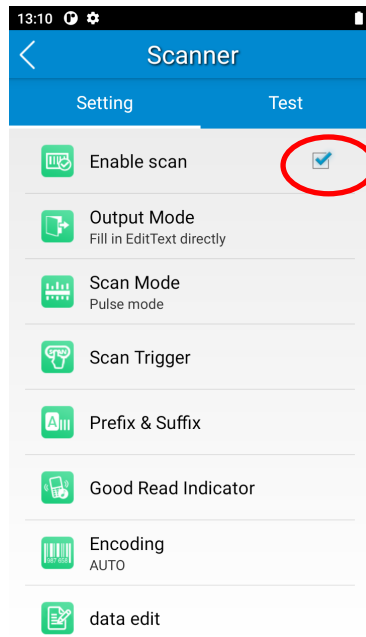 13:10
Scanner
Setting
Test
Enable scan
Output Mode
Fill in EditText directly
Scan Mode
Pulse mode
Scan Trigger
Prefix & Suffix
Good Read Indicator
Encoding
AUTO
data edit